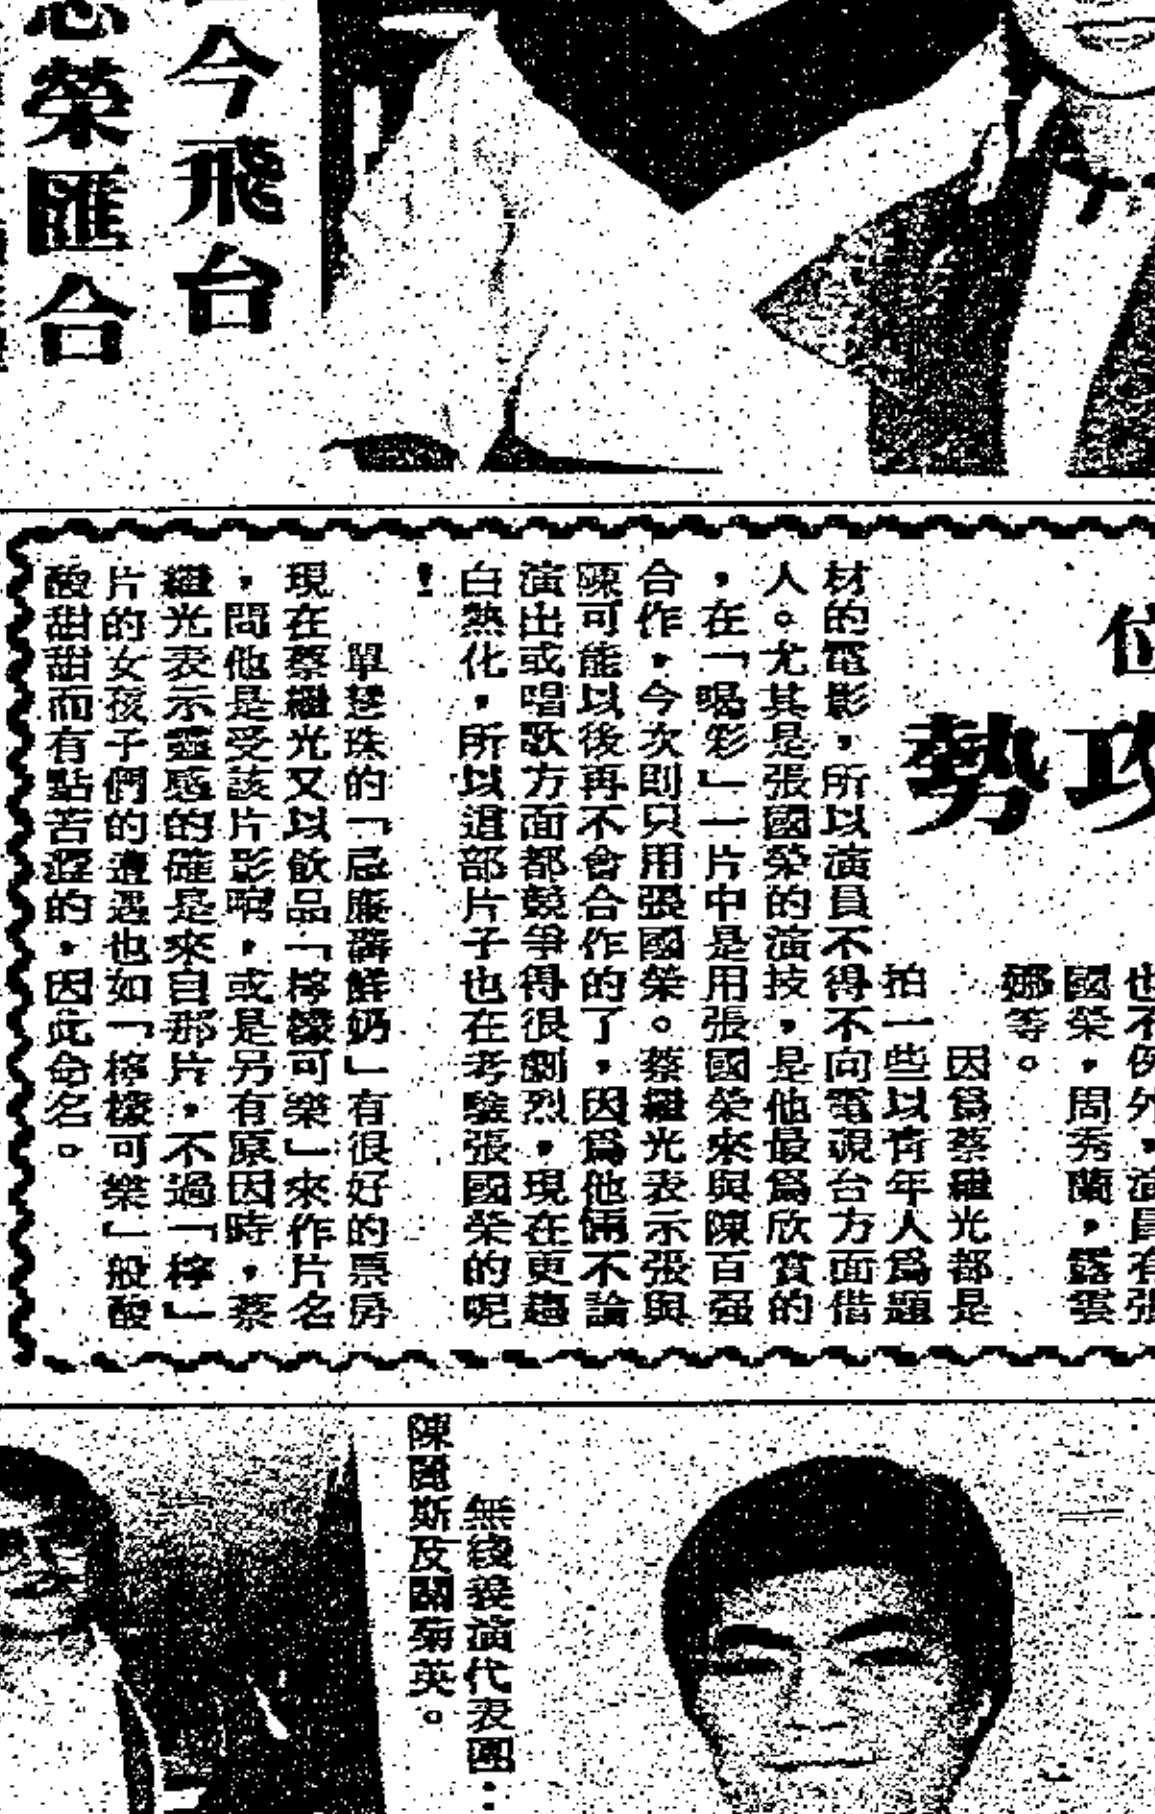 今飛台
榮匯合
攻
勢
國榮，周秀蘭，露雲
娜等。
因爲蔡繼光都是
拍一些以靑年人爲題
材的電影，所以演員不得不向電視台方面借
人。尤其是張國榮的演技，是他最爲欣賞的
，在「喝彩」一片中是用張國榮來與陳百强
合作，今次則只用張國榮。蔡繼光表示張與
陳可能以後再不會合作的了，因爲他倆不論
演出或唱歌方面都競爭得很劇烈，現在更趨
白熱化，所以這部片子也在考驗張國榮的呢
！
單慧珠的「忌廉溝鮮奶」有很好的票房
現在蔡繼光又以飲品「檸檬可樂」來作片名
，問他是受該片影响，或是另有原因時，蔡
繼光表示靈感的確是來自那片，不過「檸」
片的女孩子們的遭遇也如「檸檬可樂」般酸
酸甜甜而有點苦澀的，因此命名。
無綫表演代表團：
陳麗斯及關菊英。